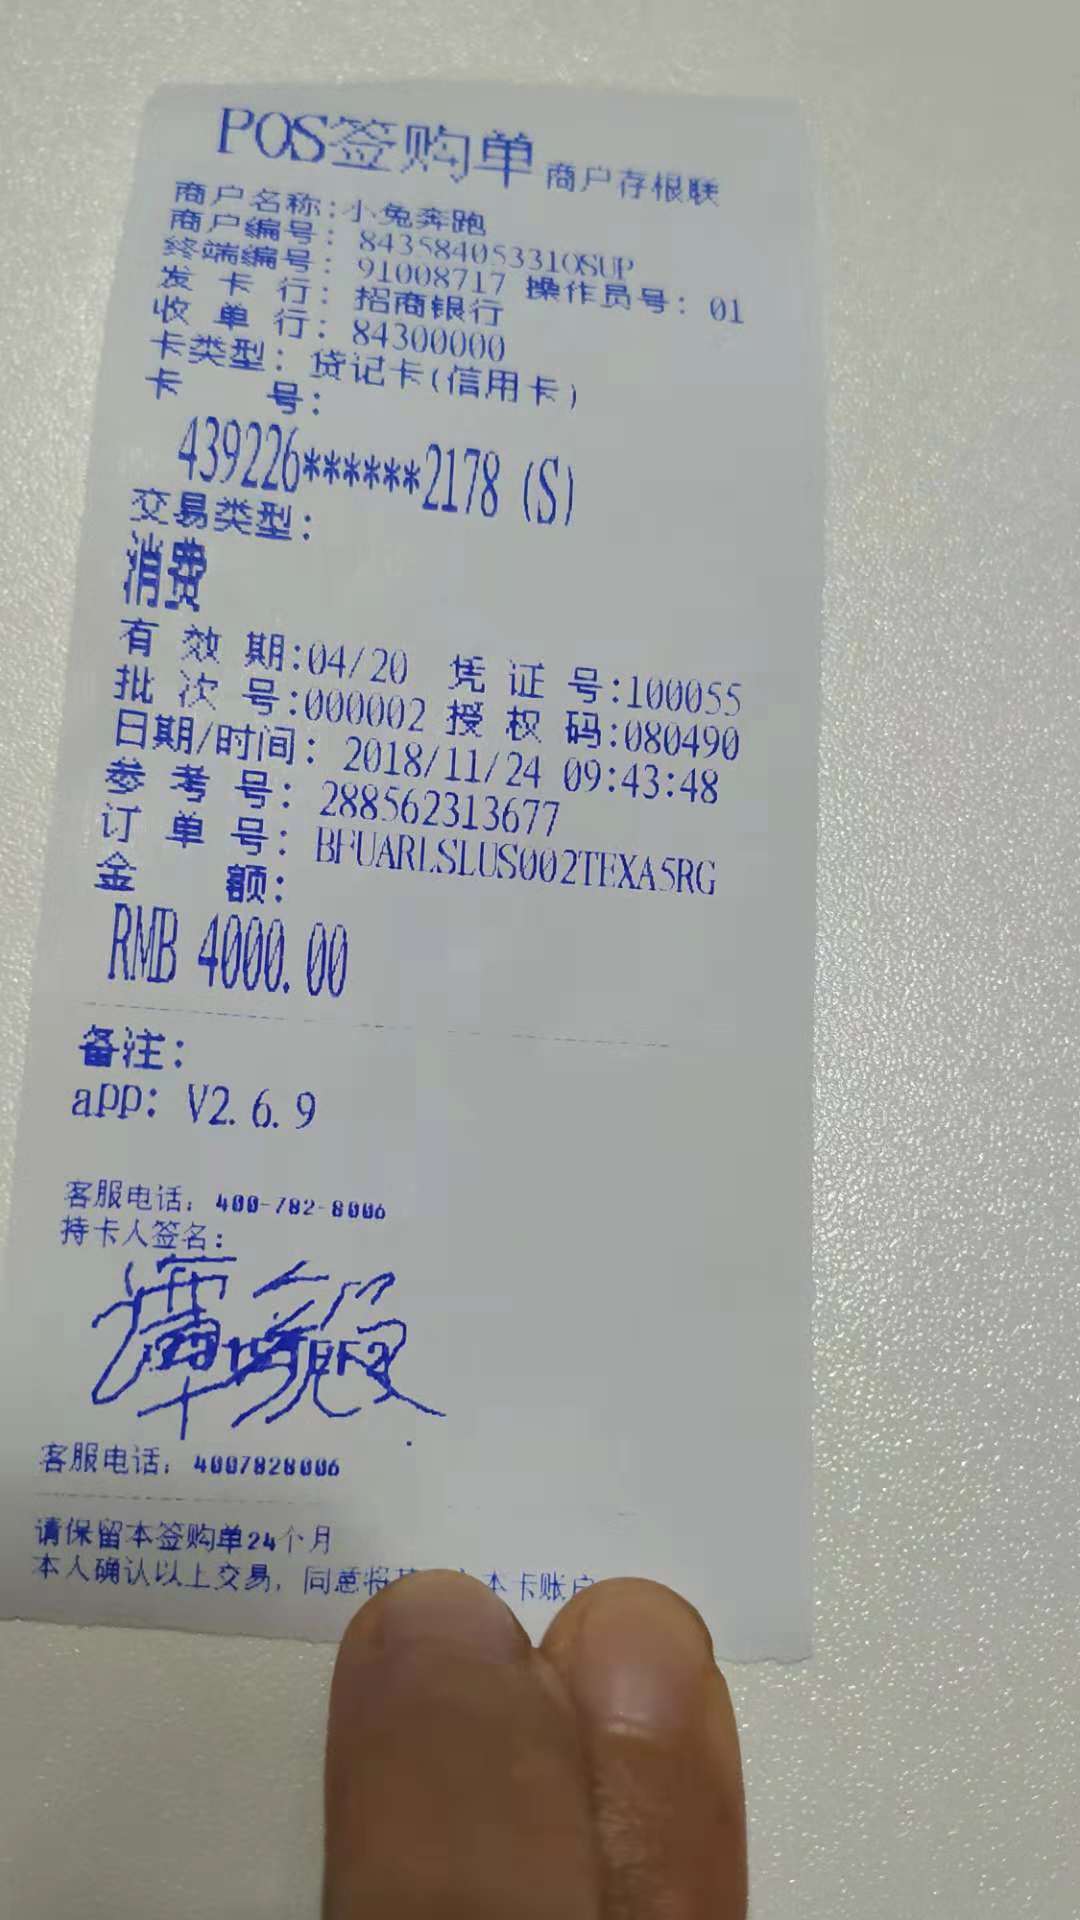 POS签购单 商户存根联
商户名称:小兔奔跑
商户编号: 84358405331OSUP
终端编号: 91008717 操作员号: 01
发卡行: 招商银行
收单行: 84300000
卡类型: 贷记卡(信用卡)
卡号:
439226******2178 (S)
交易类型:
消费
有效期:04/20 凭证号:100055
批次号:000002 授权码:080490
日期/时间: 2018/11/24 09:43:48
参考号: 288562313677
订单号: BFUARLSLUS002TEXA5RG
金额:
RMB 4000.00
备注:
app: V2.6.9
客服电话: 400-782-8006
持卡人签名:
客服电话: 4007828006
请保留本签购单24个月
本人确认以上交易, 同意将其 本卡账户